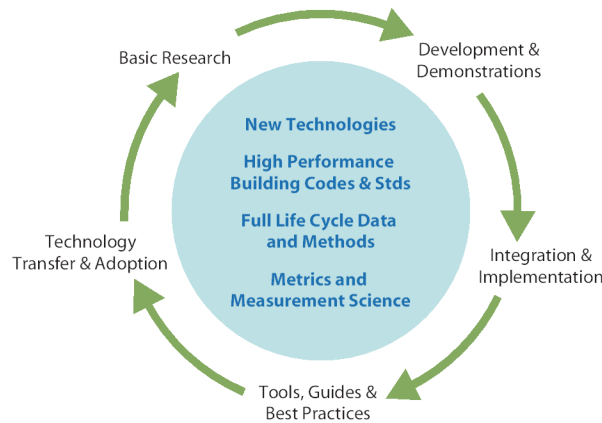 Basic Research
Development &
Demonstrations
New Technologies
High Performance
Building Codes & Stds
Full Life Cycle Data
and Methods
Metrics and
Measurement Science
Technology
Transfer & Adoption
Integration &
Implementation
Tools, Guides &
Best Practices